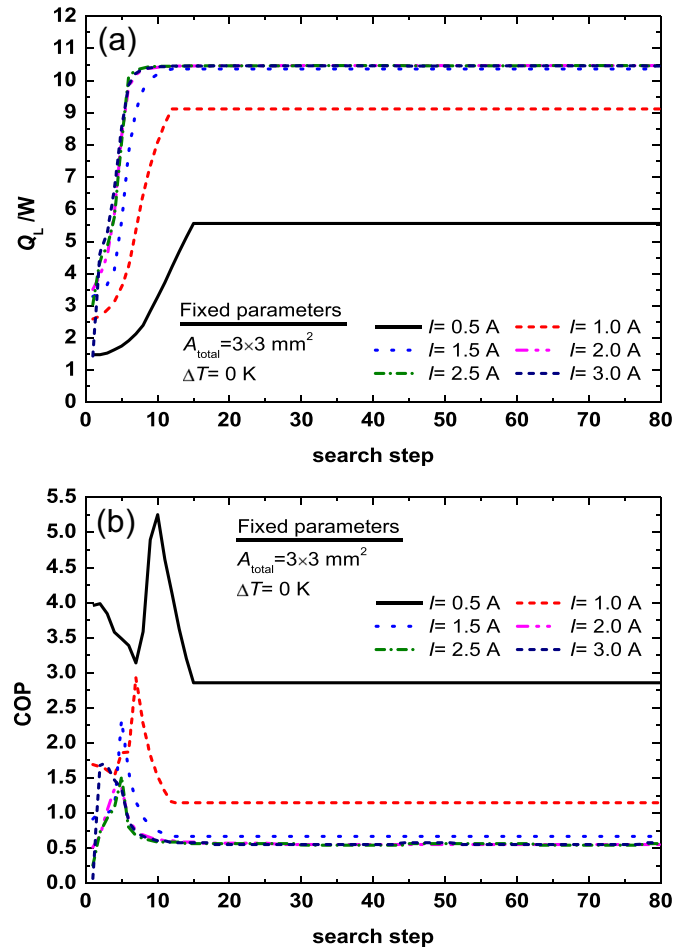 (a)
12
11
10
9
8
7
6
5
4
3
2
1
0
Q_L /W
Fixed parameters
A_total=3×3 mm²
ΔT= 0 K
I= 0.5 A
I= 1.0 A
I= 1.5 A
I= 2.0 A
I= 2.5 A
I= 3.0 A
0 10 20 30 40 50 60 70 80
search step
(b)
5.5
5.0
4.5
4.0
3.5
3.0
2.5
2.0
1.5
1.0
0.5
0.0
COP
Fixed parameters
A_total=3×3 mm²
ΔT= 0 K
I= 0.5 A
I= 1.0 A
I= 1.5 A
I= 2.0 A
I= 2.5 A
I= 3.0 A
0 10 20 30 40 50 60 70 80
search step